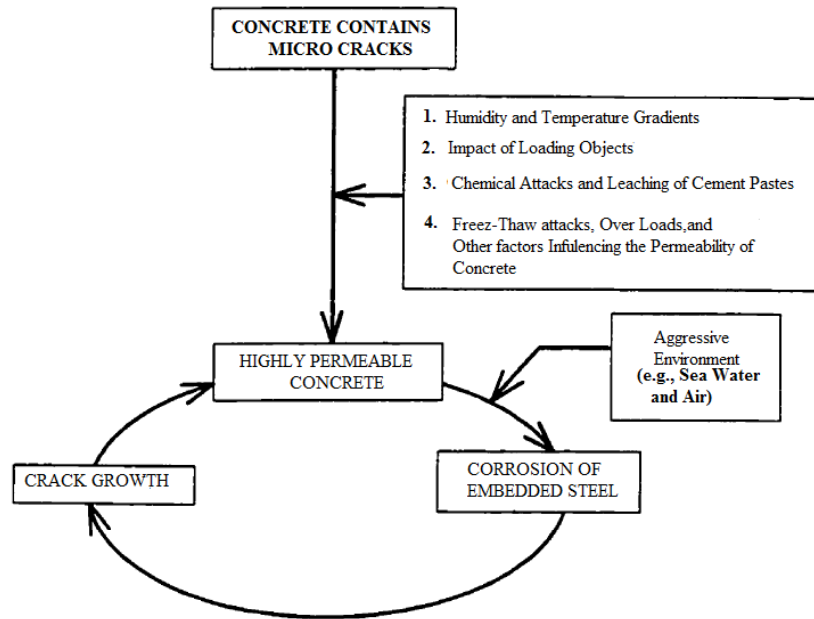 CONCRETE CONTAINS
MICRO CRACKS
1. Humidity and Temperature Gradients
2. Impact of Loading Objects
3. Chemical Attacks and Leaching of Cement Pastes
4. Freez-Thaw attacks, Over Loads,and
Other factors Infulencing the Permeability of
Concrete
HIGHLY PERMEABLE
CONCRETE
Aggressive
Environment
(e.g., Sea Water
and Air)
CRACK GROWTH
CORROSION OF
EMBEDDED STEEL